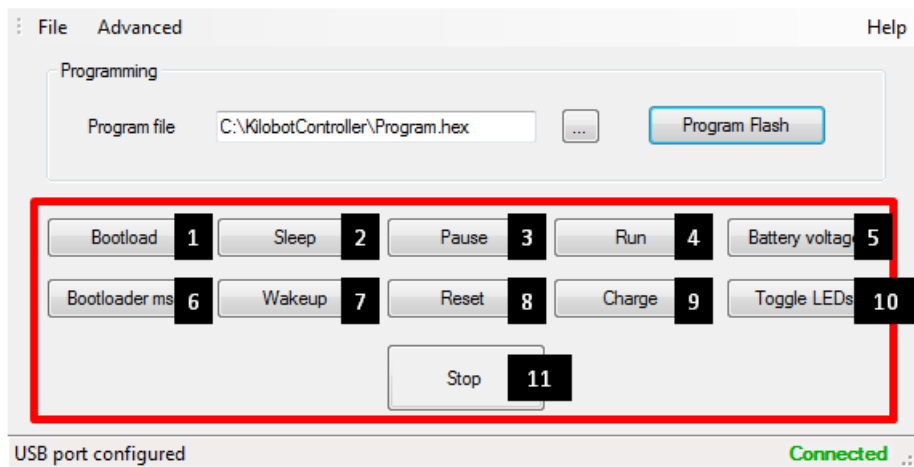 File Advanced Help
Programming
Program file C:\KilobotController\Program.hex ... Program Flash
Bootload 1 Sleep 2 Pause 3 Run 4 Battery voltage 5
Bootloader ms 6 Wakeup 7 Reset 8 Charge 9 Toggle LEDs 10
Stop 11
USB port configured Connected